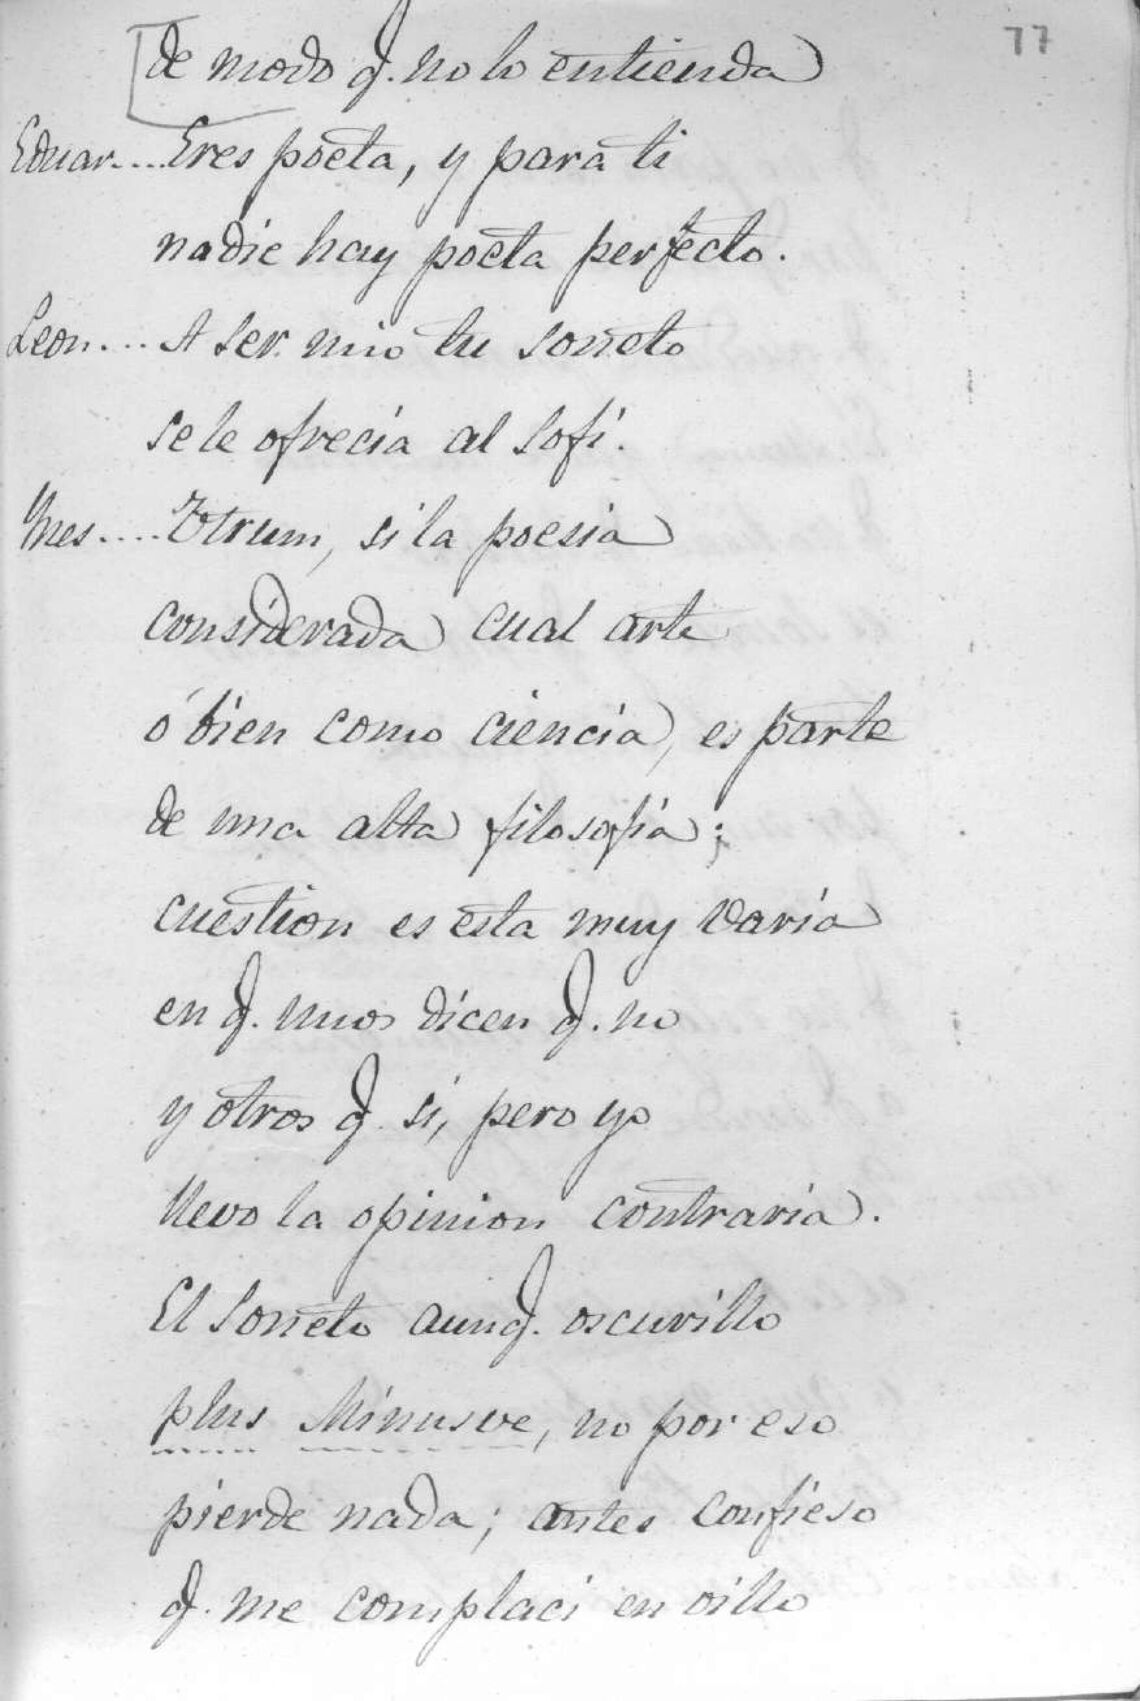 77
de modo q. no lo entienda
Eduar.... Eres poeta, y para ti
nadie hay poeta perfecto.
Leon.... A ser mio tu soneto
se le ofrecia al Sofi.
Ynes.... Utrum, si la poesia
considerada cual arte
ó bien como ciencia, es parte
de una alta filosofia;
cuestion es esta muy varia
en q. unos dicen q. no
y otros q. si, pero yo
llevo la opinion contraria.
El Soneto aunq. oscurillo
plus Minusve, no por eso
pierde nada; antes confieso
q. me complaci en oillo